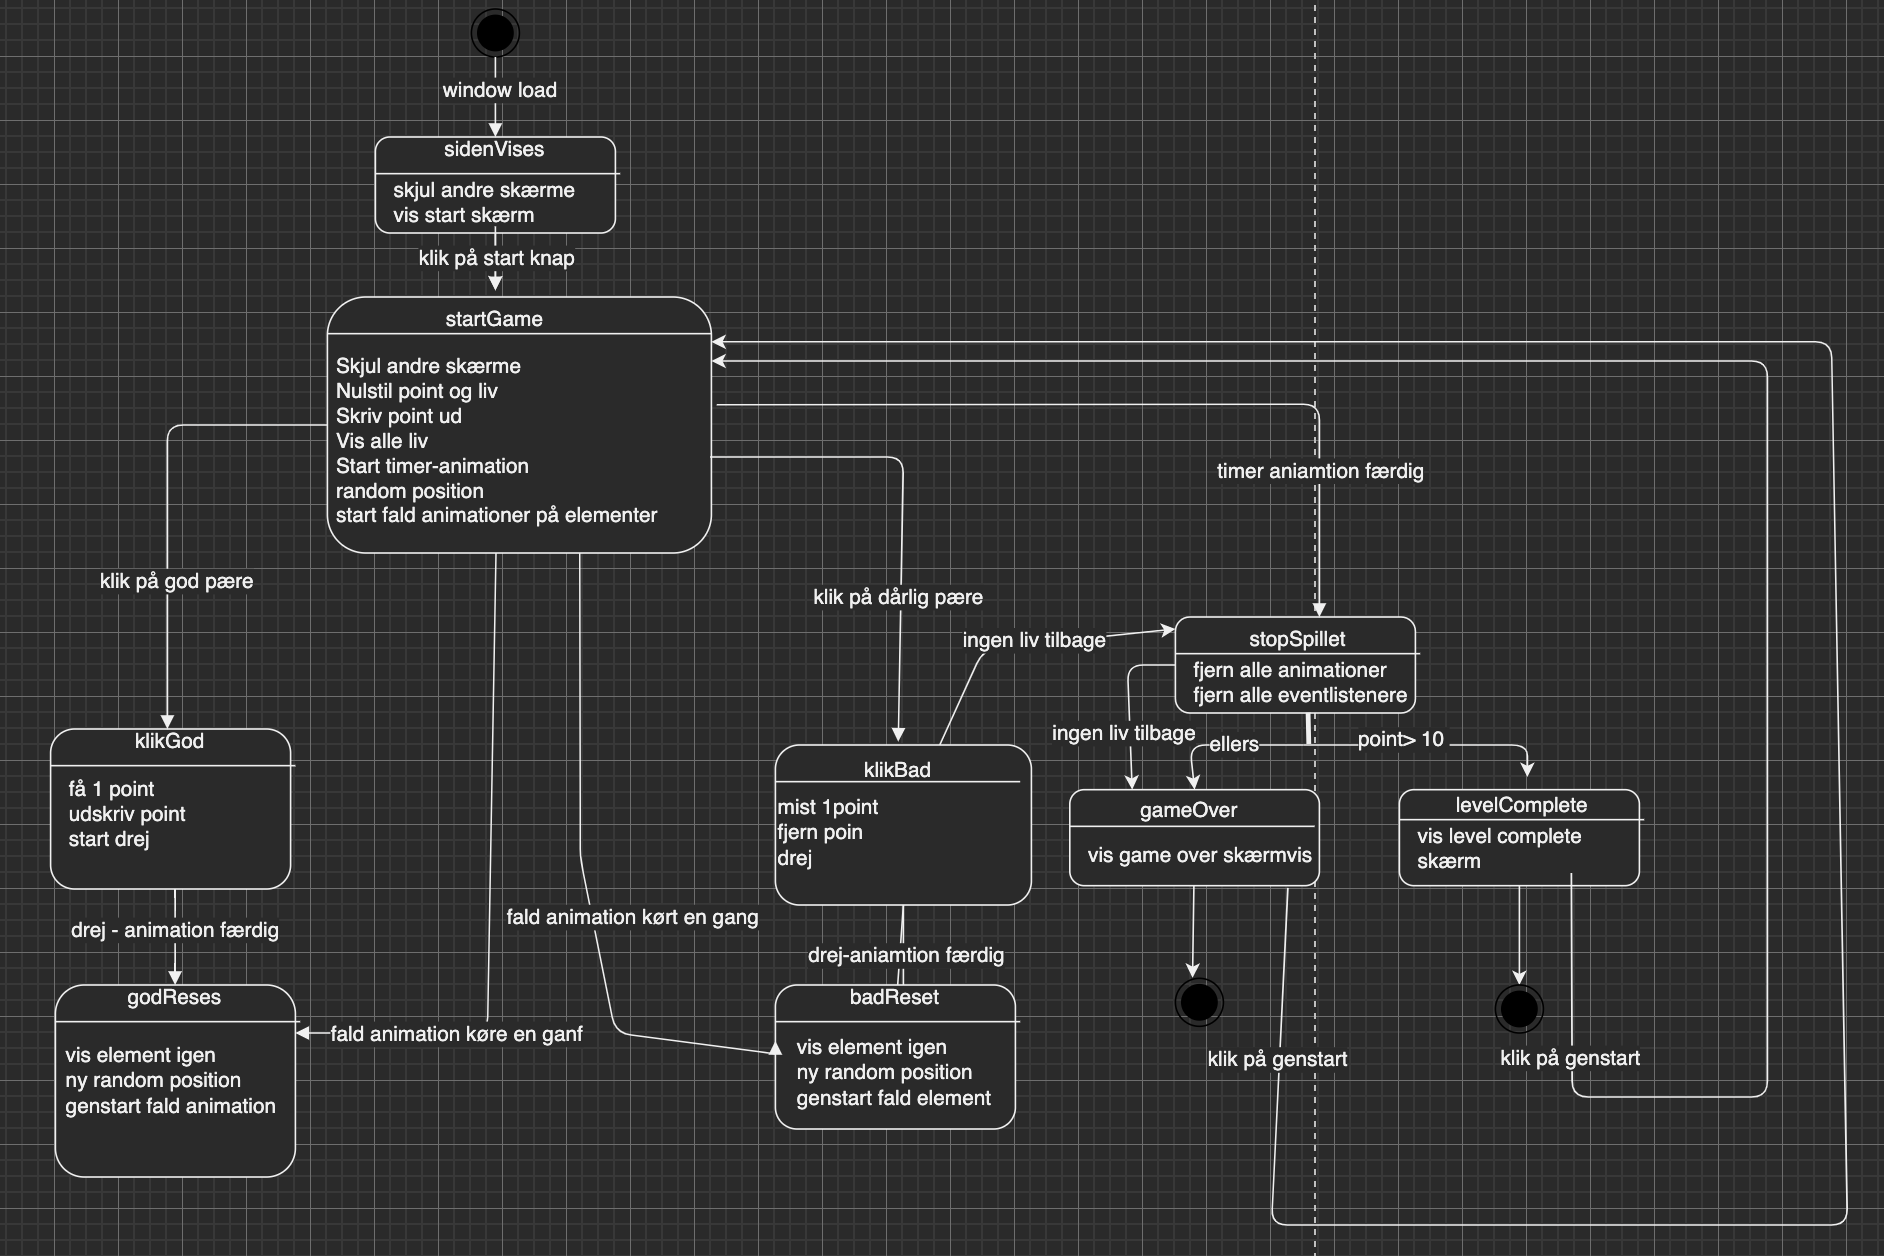 window load
sidenVises
skjul andre skærme
vis start skærm
klik på start knap
startGame
Skjul andre skærme
Nulstil point og liv
Skriv point ud
Vis alle liv
Start timer-animation
random position
start fald animationer på elementer
timer aniamtion færdig
klik på god pære
klik på dårlig pære
ingen liv tilbage
stopSpillet
fjern alle animationer
fjern alle eventlistenere
ingen liv tilbage
ellers
point> 10
klikGod
få 1 point
udskriv point
start drej
klikBad
mist 1point
fjern poin
drej
gameOver
vis game over skærmvis
levelComplete
vis level complete
skærm
drej - animation færdig
fald animation kørt en gang
drej-aniamtion færdig
godReses
vis element igen
ny random position
genstart fald animation
fald animation køre en ganf
badReset
vis element igen
ny random position
genstart fald element
klik på genstart
klik på genstart